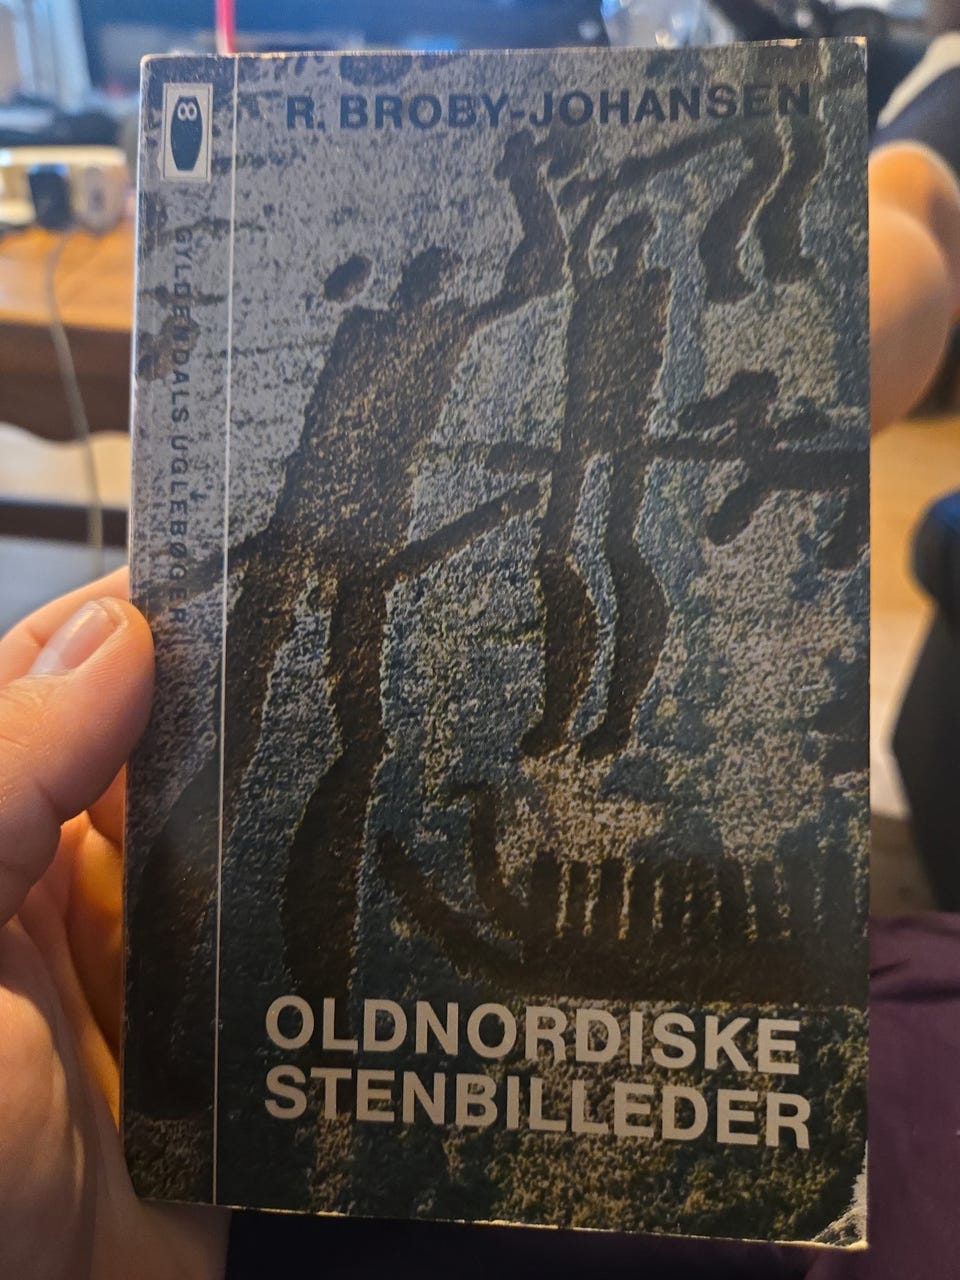 R. BROBY-JOHANSEN
GYLDENDALS UGLEBØGER
OLDNORDISKE
STENBILLEDER